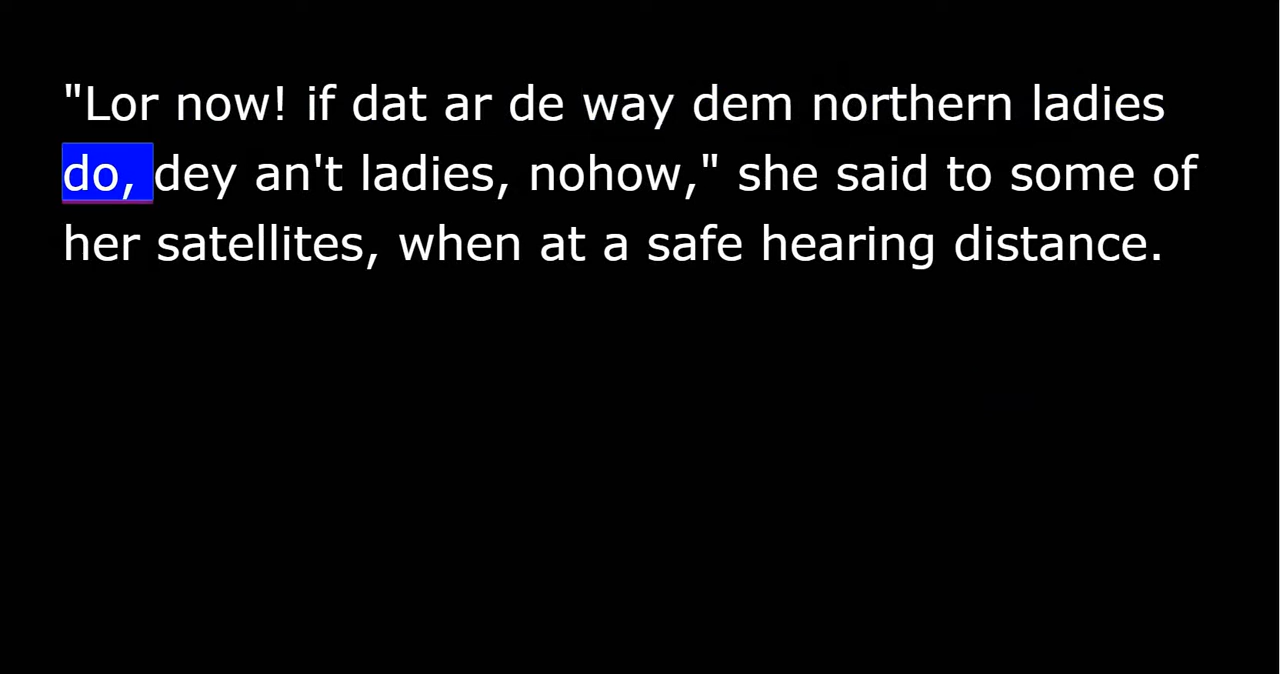 "Lor now! if dat ar de way dem northern ladies
do, dey an't ladies, nohow," she said to some of
her satellites, when at a safe hearing distance.